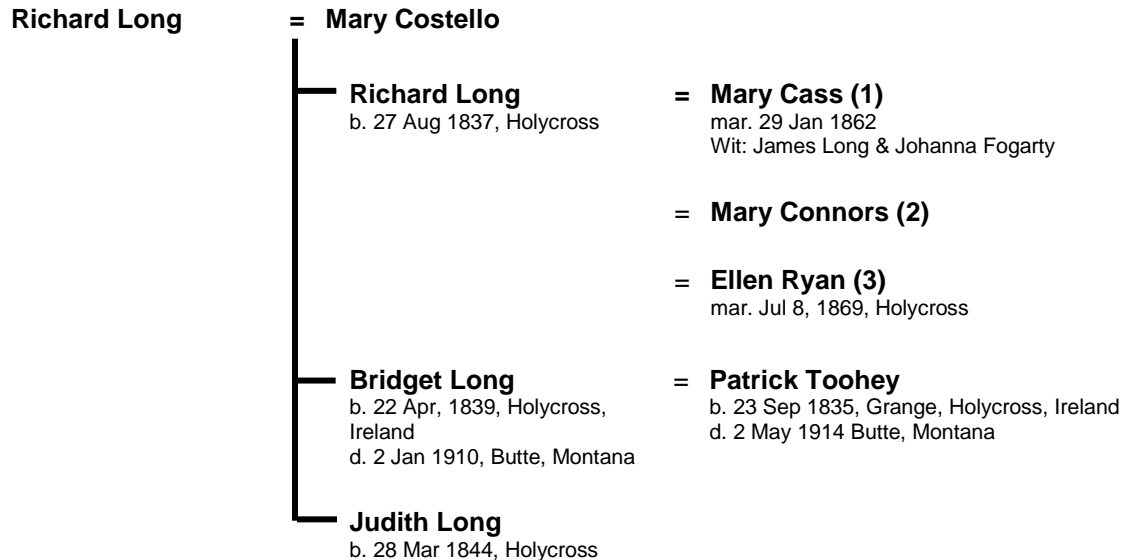 Richard Long = Mary Costello
Richard Long = Mary Cass (1)
b. 27 Aug 1837, Holycross mar. 29 Jan 1862
Wit: James Long & Johanna Fogarty
= Mary Connors (2)
= Ellen Ryan (3)
mar. Jul 8, 1869, Holycross
Bridget Long = Patrick Toohey
b. 22 Apr, 1839, Holycross, b. 23 Sep 1835, Grange, Holycross, Ireland
Ireland d. 2 May 1914 Butte, Montana
d. 2 Jan 1910, Butte, Montana
Judith Long
b. 28 Mar 1844, Holycross